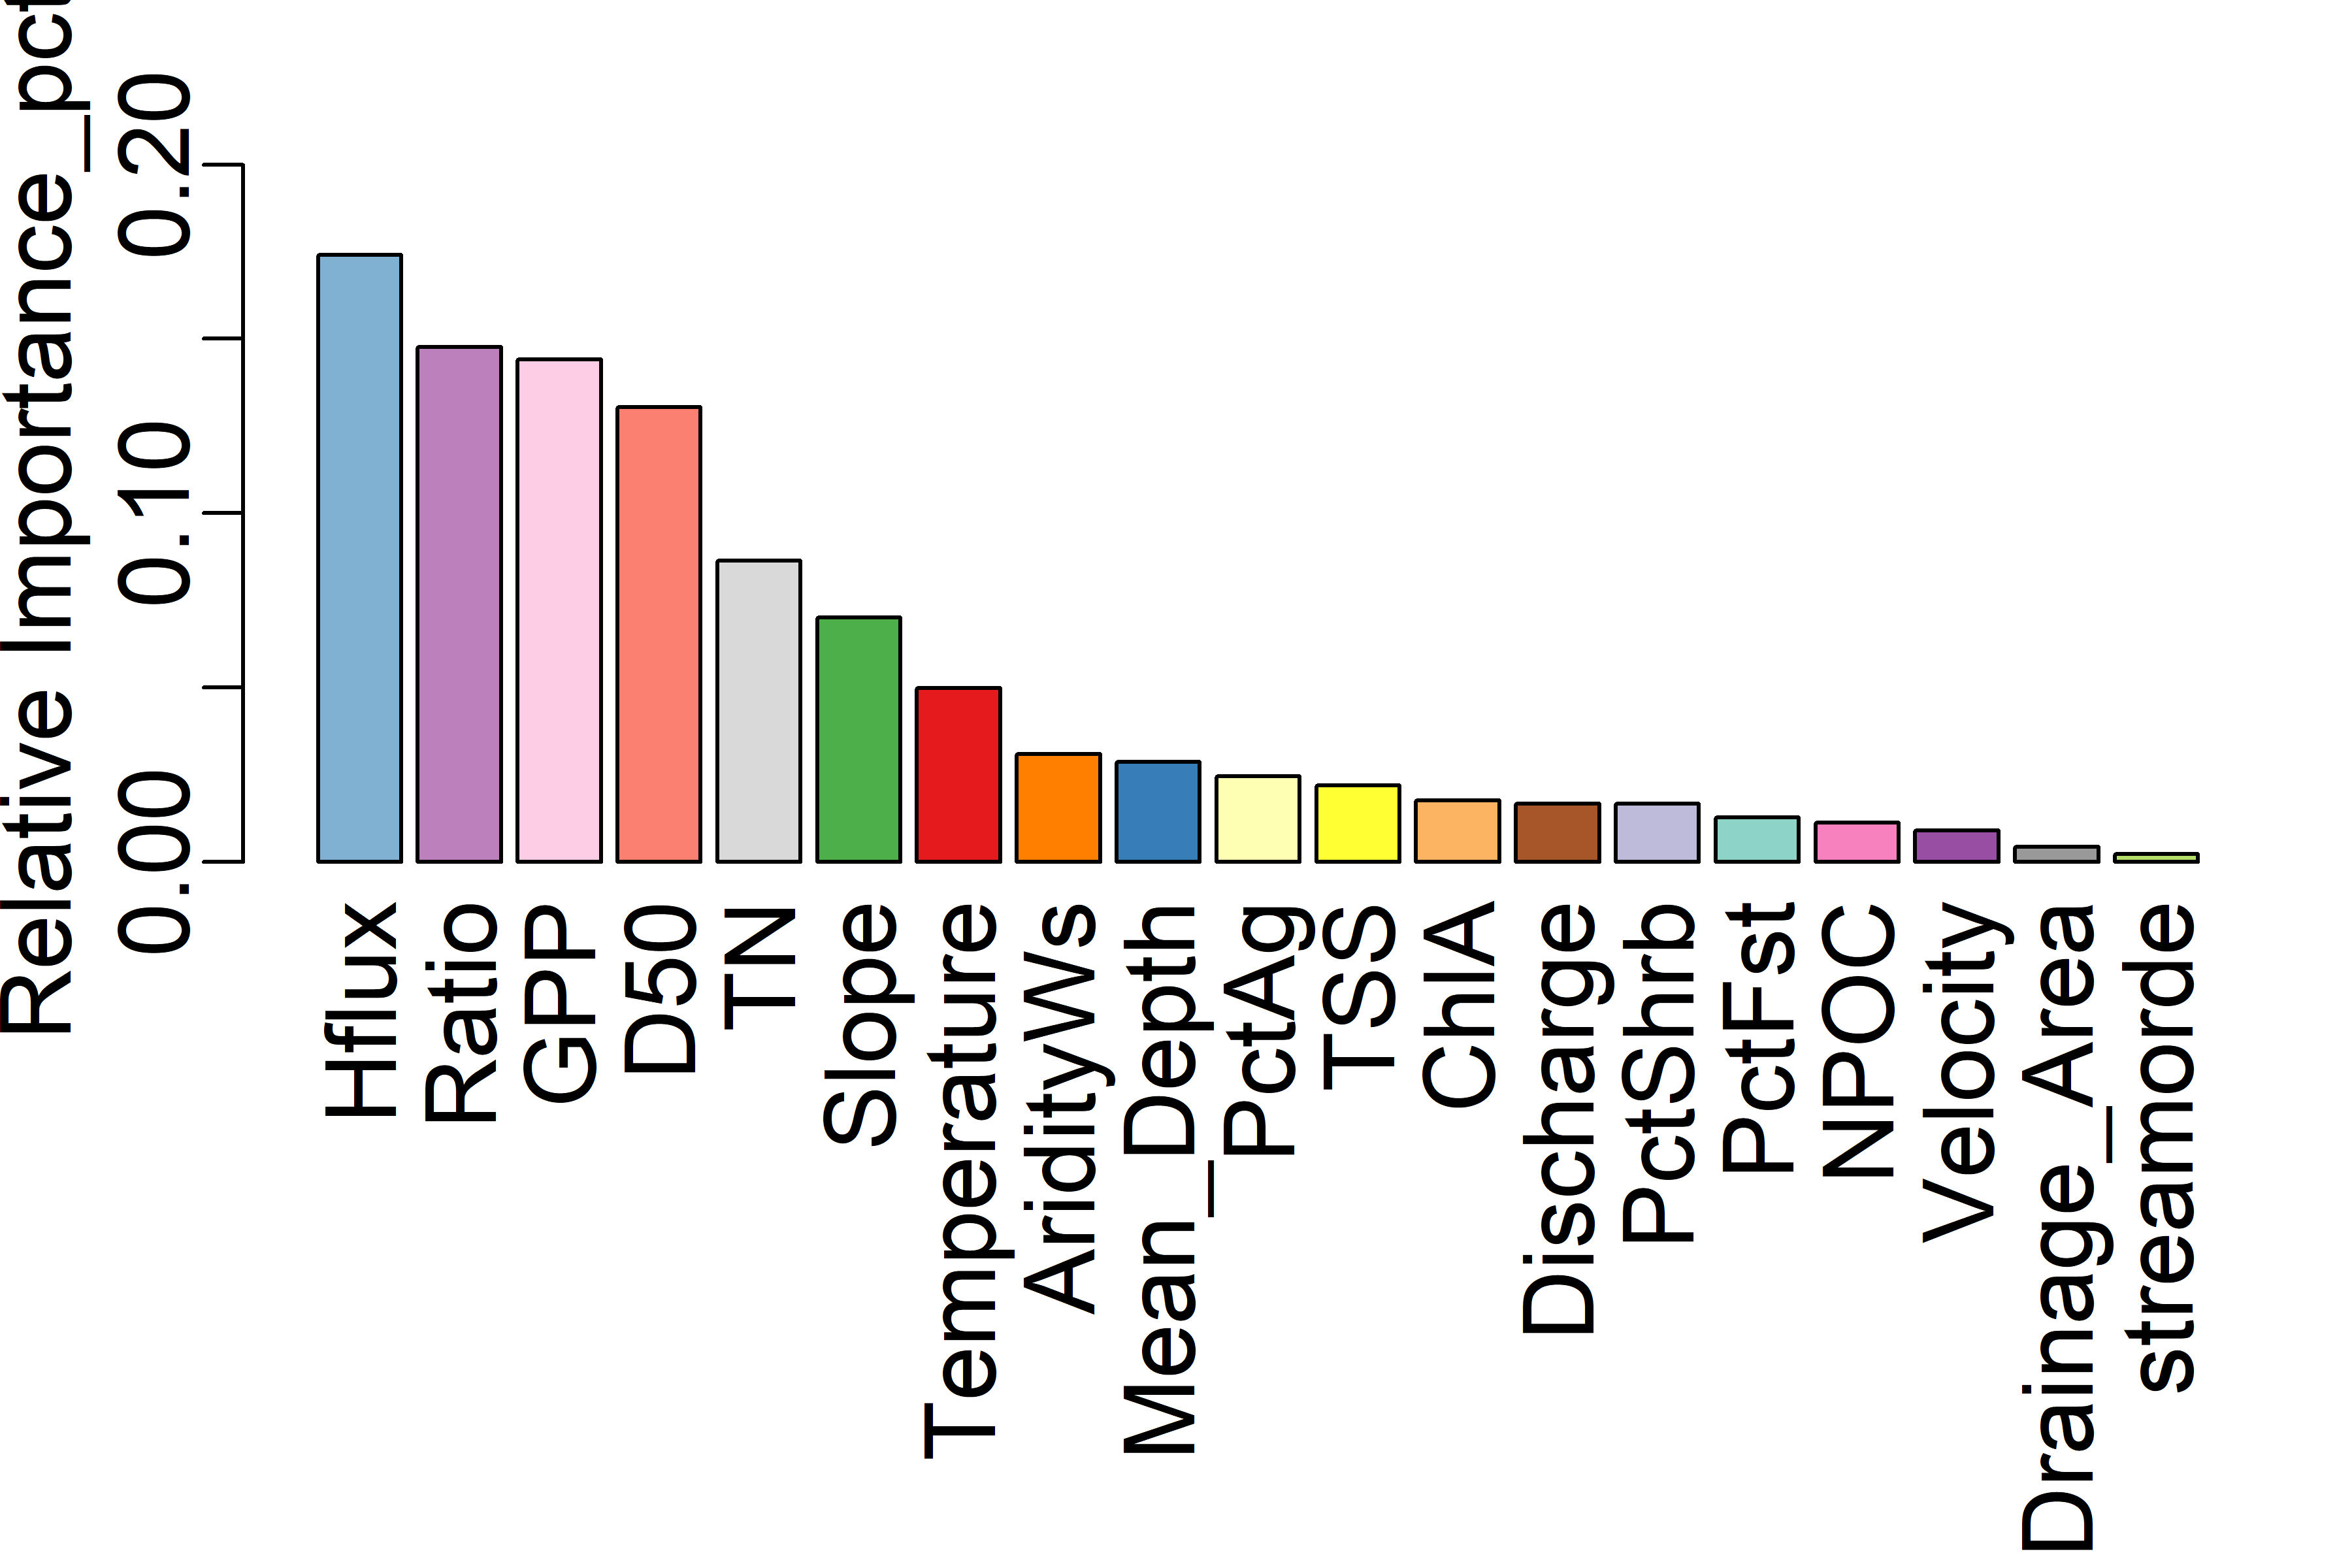 Relative Importance_pct
0.20
0.10
0.00
Hflux
Ratio
GPP
D50
TN
Slope
Temperature
AridityWs
Mean_Depth
PctAg
TSS
ChlA
Discharge
PctShrb
PctFst
NPOC
Velocity
Drainage_Area
streamorde